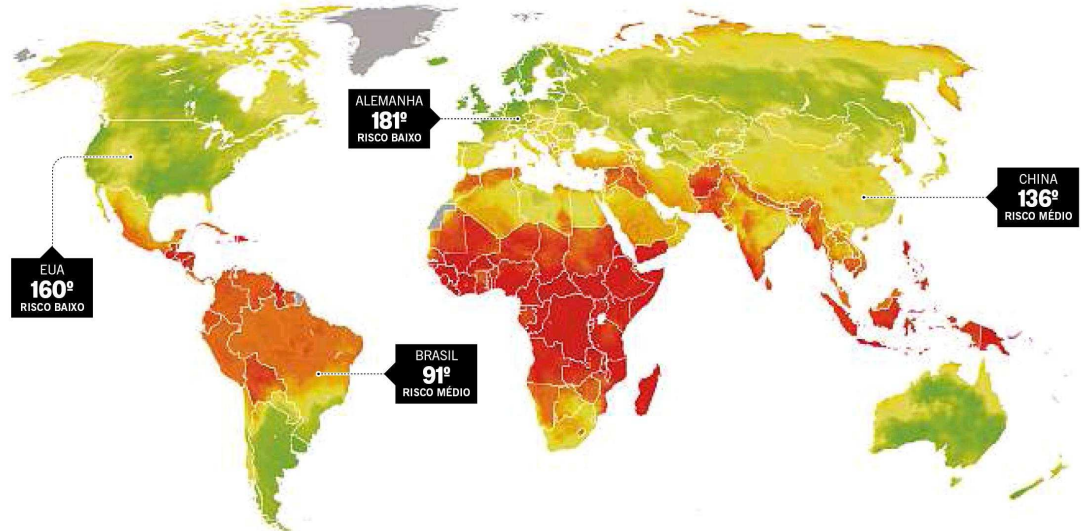 ALEMANHA
181º
RISCO BAIXO
CHINA
136º
RISCO MÉDIO
EUA
160º
RISCO BAIXO
BRASIL
91º
RISCO MÉDIO